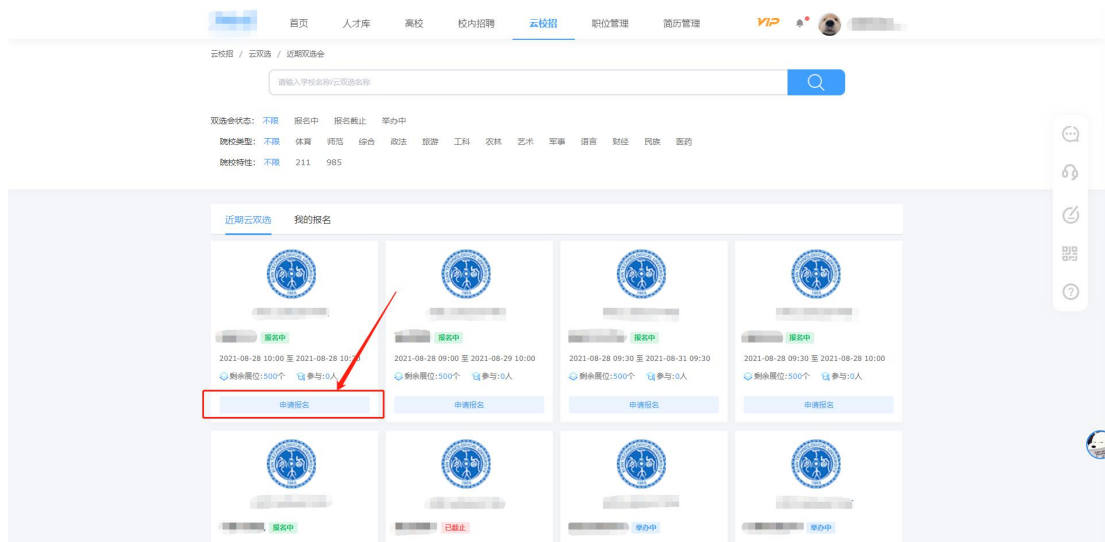 首页 人才库 高校 校内招聘 云校招 职位管理 简历管理 VIP
云校招 / 云双选 / 近期双选会
请输入学校名称/云双选名称
双选会状态: 不限 报名中 报名截止 举办中
院校类型: 不限 体育 师范 综合 政法 旅游 工科 农林 艺术 军事 语言 财经 民族 医药
院校特性: 不限 211 985
近期云双选 我的报名
报名中 报名中 报名中 报名中
2021-08-28 10:00 至 2021-08-28 10:30 2021-08-28 09:00 至 2021-08-29 10:00 2021-08-28 09:30 至 2021-08-31 09:30 2021-08-28 09:30 至 2021-08-28 10:00
剩余展位:500个 参与:0人 剩余展位:500个 参与:0人 剩余展位:500个 参与:0人 剩余展位:500个 参与:0人
申请报名 申请报名 申请报名 申请报名
报名中 已截止 举办中 举办中